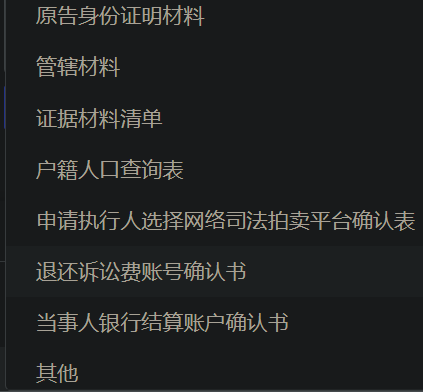 原告身份证明材料
管辖材料
证据材料清单
户籍人口查询表
申请执行人选择网络司法拍卖平台确认表
退还诉讼费账号确认书
当事人银行结算账户确认书
其他